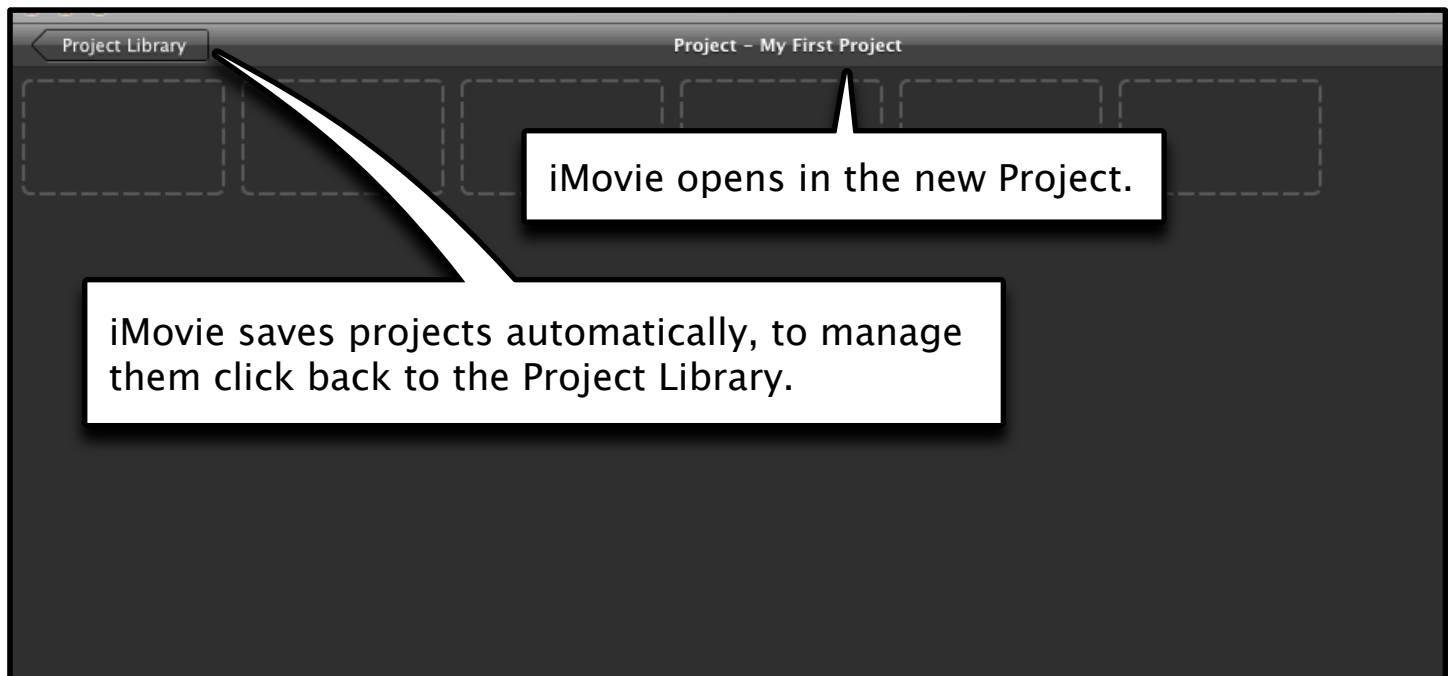 Project Library
Project – My First Project
iMovie opens in the new Project.
iMovie saves projects automatically, to manage
them click back to the Project Library.